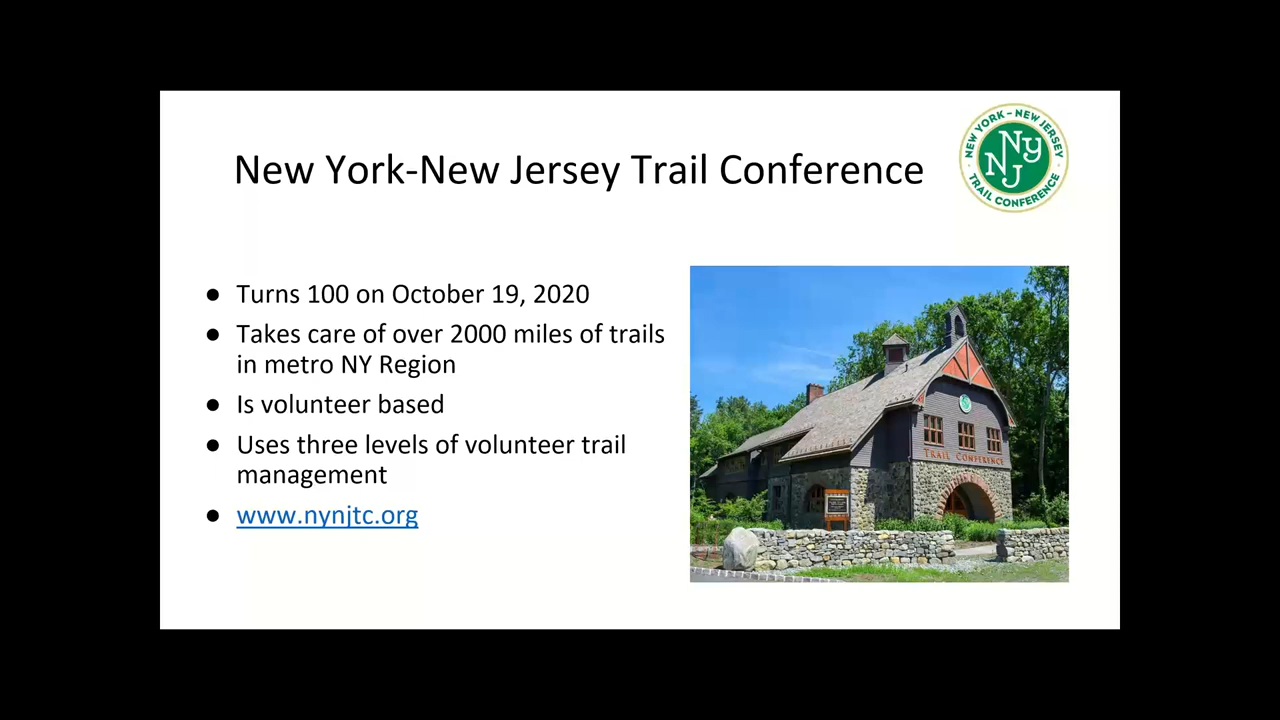 New York-New Jersey Trail Conference
NEW YORK - NEW JERSEY
NY
NJ
TRAIL CONFERENCE
● Turns 100 on October 19, 2020
● Takes care of over 2000 miles of trails
in metro NY Region
● Is volunteer based
● Uses three levels of volunteer trail
management
● www.nynjtc.org
TRAIL CONFERENCE